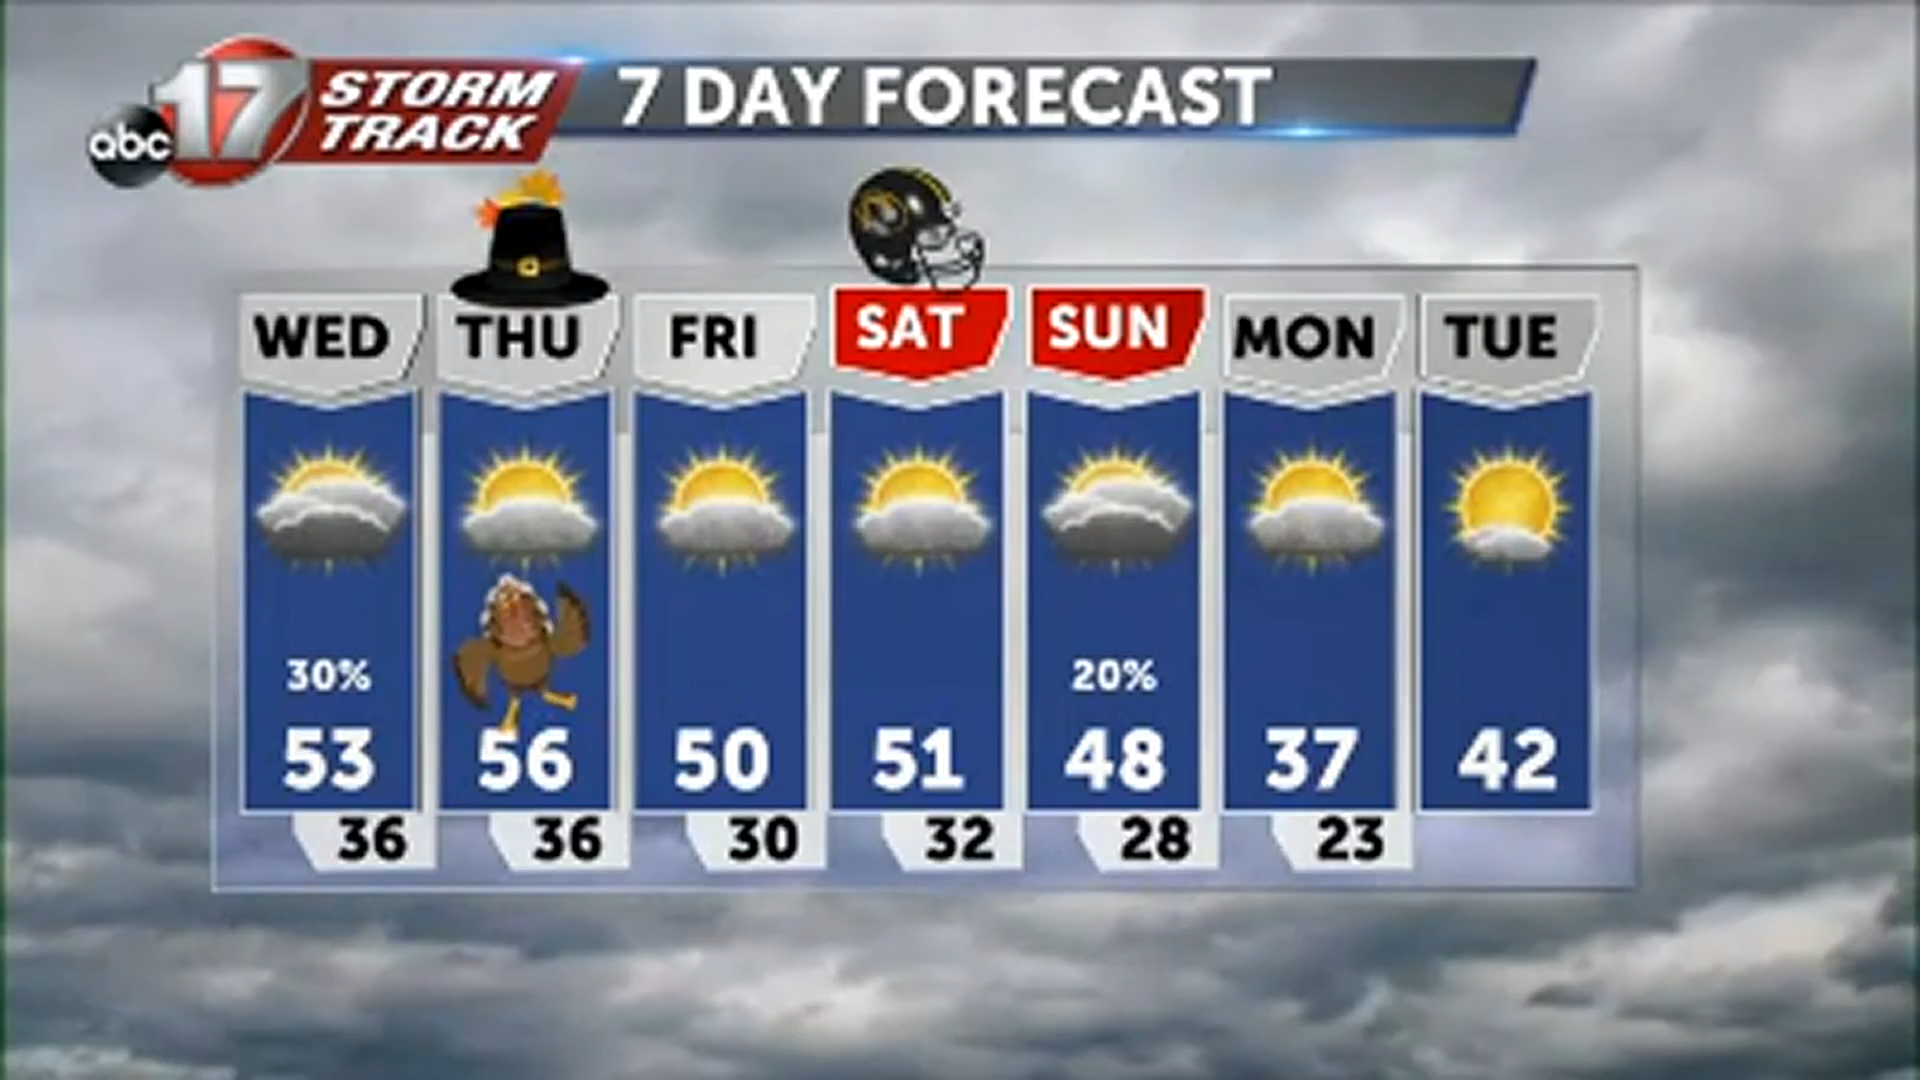 abc 17 STORM TRACK
7 DAY FORECAST
WED THU FRI SAT SUN MON TUE
30% 20%
53 56 50 51 48 37 42
36 36 30 32 28 23